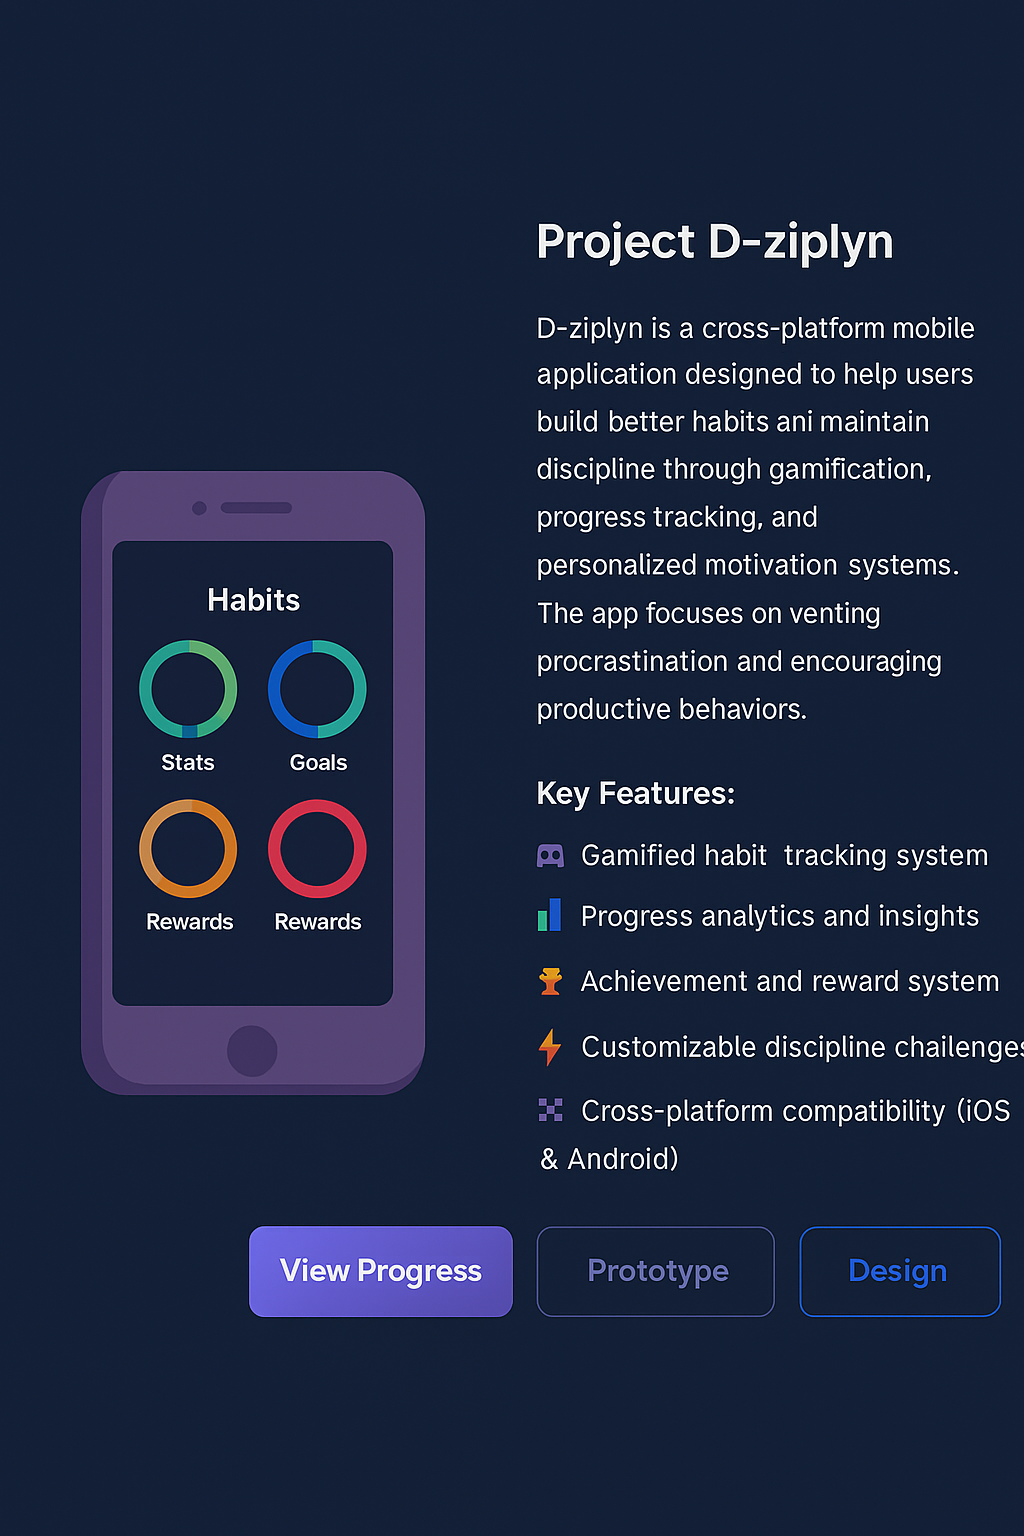 Project D-ziplyn
D-ziplyn is a cross-platform mobile
application designed to help users
build better habits ani maintain
discipline through gamification,
progress tracking, and
personalized motivation systems.
The app focuses on venting
procrastination and encouraging
productive behaviors.
Habits
Stats
Goals
Rewards
Rewards
Key Features:
Gamified habit tracking system
Progress analytics and insights
Achievement and reward system
Customizable discipline chailenges
Cross-platform compatibility (iOS
& Android)
View Progress
Prototype
Design